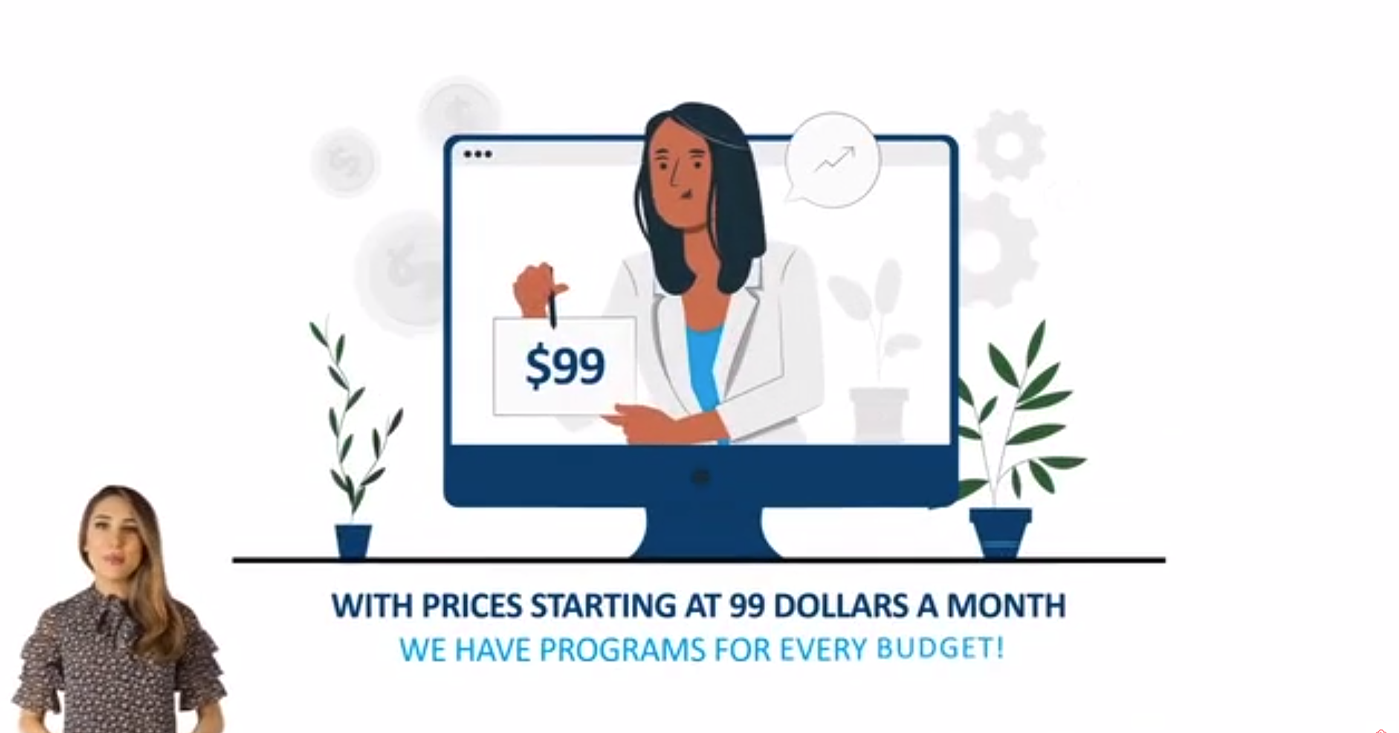 $99
WITH PRICES STARTING AT 99 DOLLARS A MONTH
WE HAVE PROGRAMS FOR EVERY BUDGET!